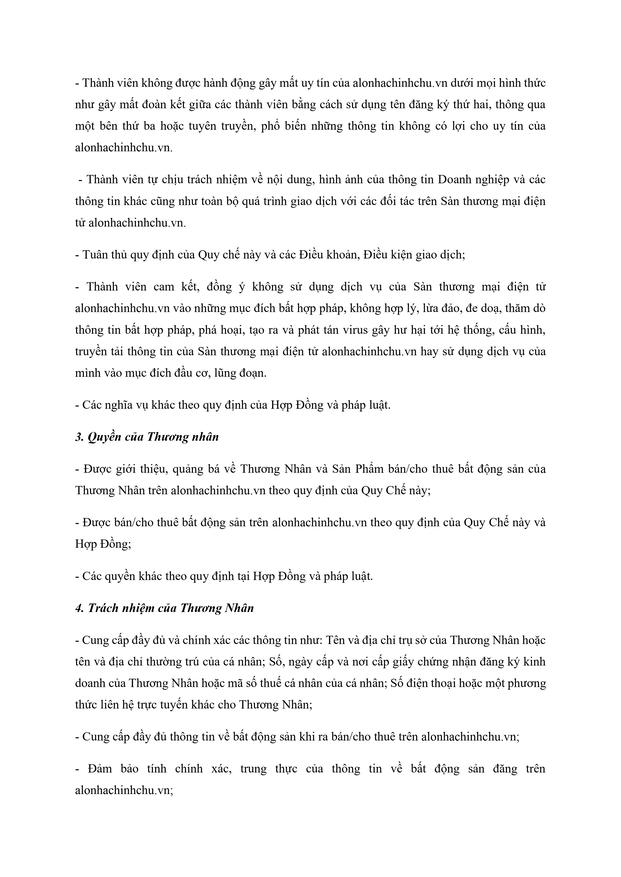 - Thành viên không được hành động gây mất uy tín của alonhachinhchu.vn dưới mọi hình thức
như gây mất đoàn kết giữa các thành viên bằng cách sử dụng tên đăng ký thứ hai, thông qua
một bên thứ ba hoặc tuyên truyền, phổ biến những thông tin không có lợi cho uy tín của
alonhachinhchu.vn.
- Thành viên tự chịu trách nhiệm về nội dung, hình ảnh của thông tin Doanh nghiệp và các
thông tin khác cũng như toàn bộ quá trình giao dịch với các đối tác trên Sàn thương mại điện
tử alonhachinhchu.vn.
- Tuân thủ quy định của Quy chế này và các Điều khoản, Điều kiện giao dịch;
- Thành viên cam kết, đồng ý không sử dụng dịch vụ của Sàn thương mại điện tử
alonhachinhchu.vn vào những mục đích bất hợp pháp, không hợp lý, lừa đảo, đe doạ, thăm dò
thông tin bất hợp pháp, phá hoại, tạo ra và phát tán virus gây hư hại tới hệ thống, cấu hình,
truyền tải thông tin của Sàn thương mại điện tử alonhachinhchu.vn hay sử dụng dịch vụ của
mình vào mục đích đầu cơ, lũng đoạn.
- Các nghĩa vụ khác theo quy định của Hợp Đồng và pháp luật.
3. Quyền của Thương nhân
- Được giới thiệu, quảng bá về Thương Nhân và Sản Phẩm bán/cho thuê bất động sản của
Thương Nhân trên alonhachinhchu.vn theo quy định của Quy Chế này;
- Được bán/cho thuê bất động sản trên alonhachinhchu.vn theo quy định của Quy Chế này và
Hợp Đồng;
- Các quyền khác theo quy định tại Hợp Đồng và pháp luật.
4. Trách nhiệm của Thương Nhân
- Cung cấp đầy đủ và chính xác các thông tin như: Tên và địa chỉ trụ sở của Thương Nhân hoặc
tên và địa chỉ thường trú của cá nhân; Số, ngày cấp và nơi cấp giấy chứng nhận đăng ký kinh
doanh của Thương Nhân hoặc mã số thuế cá nhân của cá nhân; Số điện thoại hoặc một phương
thức liên hệ trực tuyến khác cho Thương Nhân;
- Cung cấp đầy đủ thông tin về bất động sản khi ra bán/cho thuê trên alonhachinhchu.vn;
- Đảm bảo tính chính xác, trung thực của thông tin về bất động sản đăng trên
alonhachinhchu.vn;